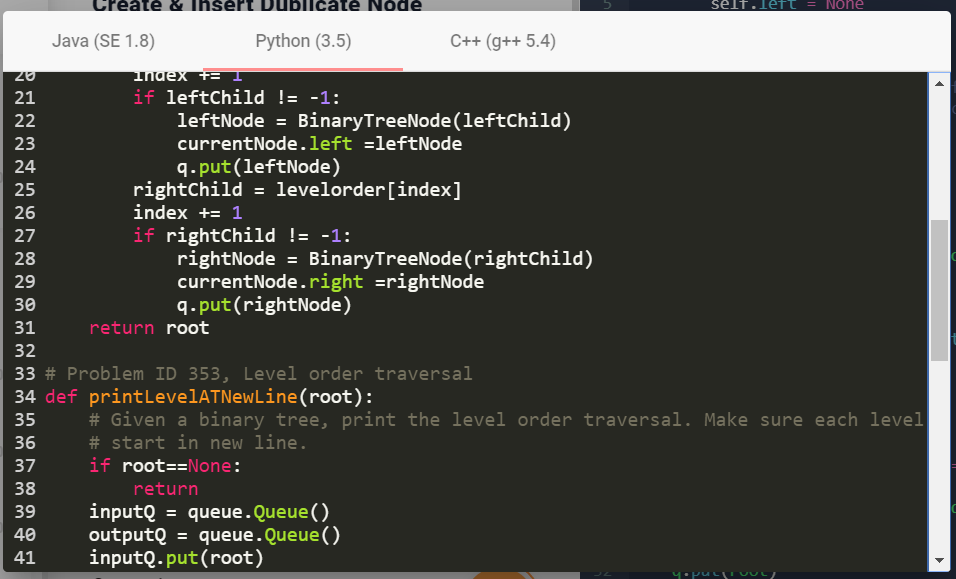 Create & Insert Dublicate Node
5 self.left = None
Java (SE 1.8) Python (3.5) C++ (g++ 5.4)
20 index += 1
21 if leftChild != -1:
22 leftNode = BinaryTreeNode(leftChild)
23 currentNode.left =leftNode
24 q.put(leftNode)
25 rightChild = levelorder[index]
26 index += 1
27 if rightChild != -1:
28 rightNode = BinaryTreeNode(rightChild)
29 currentNode.right =rightNode
30 q.put(rightNode)
31 return root
32
33 # Problem ID 353, Level order traversal
34 def printLevelATNewLine(root):
35 # Given a binary tree, print the level order traversal. Make sure each level
36 # start in new line.
37 if root==None:
38 return
39 inputQ = queue.Queue()
40 outputQ = queue.Queue()
41 inputQ.put(root)
32 q.put(root)